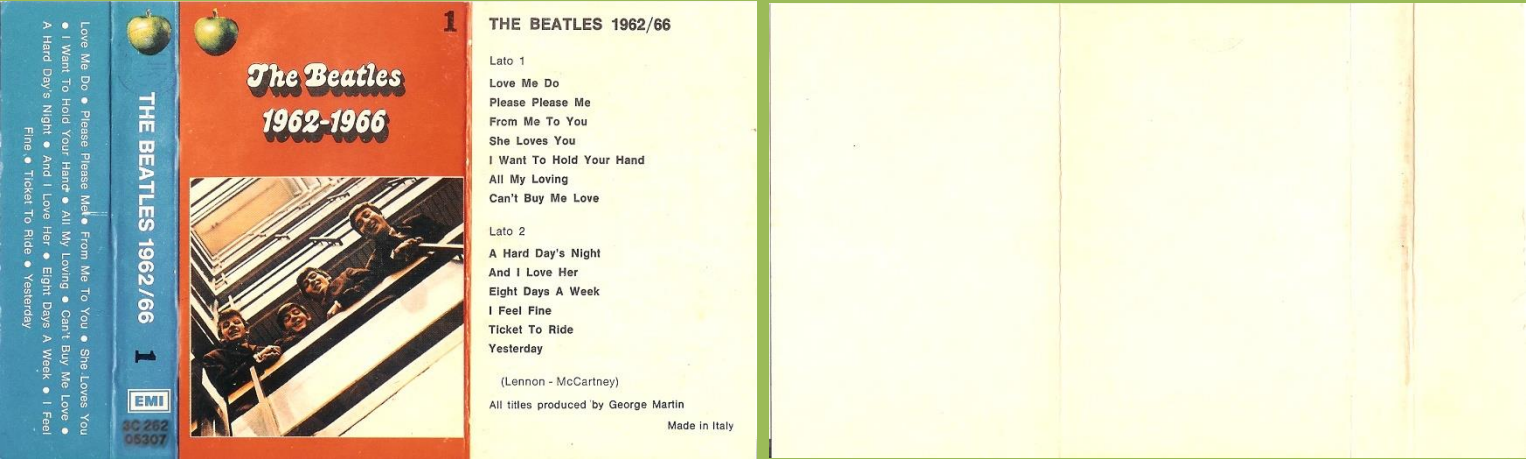 Love Me Do ● Please Please Me ● From Me To You ● She Loves You
● I Want To Hold Your Hand ● All My Loving ● Can't Buy Me Love ●
A Hard Day's Night ● And I Love Her ● Eight Days A Week ● I Feel
Fine ● Ticket To Ride ● Yesterday
THE BEATLES 1962/66 1
EMI
3C 262
05307
1
The Beatles
1962-1966
THE BEATLES 1962/66
Lato 1
Love Me Do
Please Please Me
From Me To You
She Loves You
I Want To Hold Your Hand
All My Loving
Can't Buy Me Love
Lato 2
A Hard Day's Night
And I Love Her
Eight Days A Week
I Feel Fine
Ticket To Ride
Yesterday
(Lennon - McCartney)
All titles produced by George Martin
Made in Italy